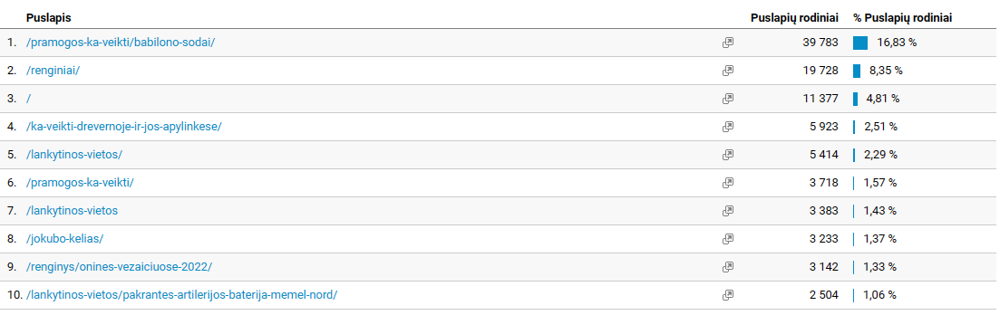 Puslapis Puslapių rodiniai % Puslapių rodiniai
1. /pramogos-ka-veikti/babilono-sodai/ 39 783 16,83 %
2. /renginiai/ 19 728 8,35 %
3. / 11 377 4,81 %
4. /ka-veikti-drevernoje-ir-jos-apylinkese/ 5 923 2,51 %
5. /lankytinos-vietos/ 5 414 2,29 %
6. /pramogos-ka-veikti/ 3 718 1,57 %
7. /lankytinos-vietos 3 383 1,43 %
8. /jokubo-kelias/ 3 233 1,37 %
9. /renginys/onines-vezaiciuose-2022/ 3 142 1,33 %
10. /lankytinos-vietos/pakrantes-artilerijos-baterija-memel-nord/ 2 504 1,06 %